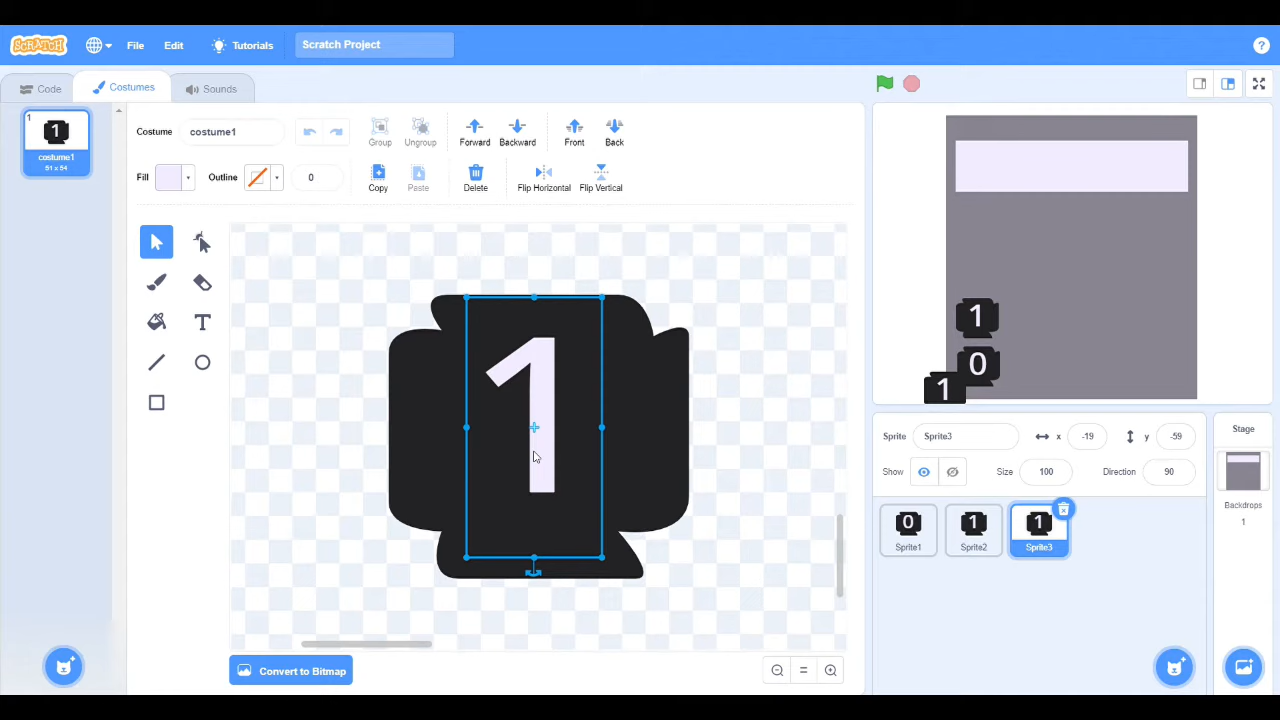 SCRATCH File Edit Tutorials Scratch Project ?
Code Costumes Sounds
1
1
costume1
51 x 54
Costume costume1 Group Ungroup Forward Backward Front Back
Fill Outline 0 Copy Paste Delete Flip Horizontal Flip Vertical
T
1
Convert to Bitmap
1
0
1
Sprite Sprite3 x -19 y -59
Show Size 100 Direction 90
0 Sprite1
1 Sprite2
1 Sprite3
Stage
Backdrops
1